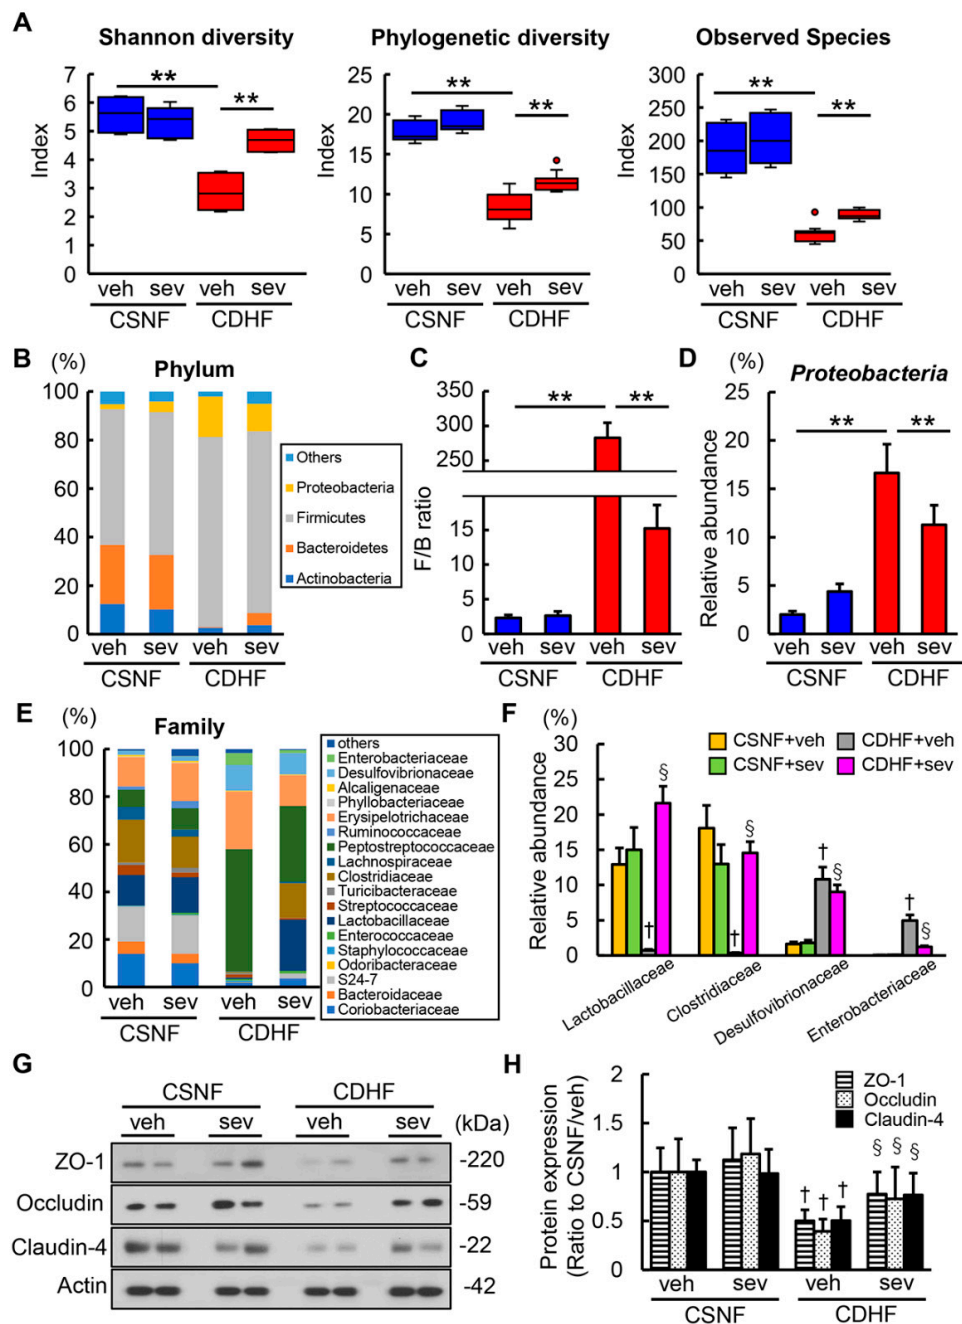 A
Shannon diversity
Phylogenetic diversity
Observed Species
Index
7
6
5
4
3
2
1
0
**
**
veh sev veh sev
CSNF CDHF
Index
25
20
15
10
5
0
**
**
veh sev veh sev
CSNF CDHF
Index
300
250
200
150
100
50
0
**
**
veh sev veh sev
CSNF CDHF
B
(%)
Phylum
100
80
60
40
20
0
veh sev veh sev
CSNF CDHF
Others
Proteobacteria
Firmicutes
Bacteroidetes
Actinobacteria
C
F/B ratio
350
300
250
15
10
5
0
**
**
veh sev veh sev
CSNF CDHF
D
(%)
Proteobacteria
Relative abundance
25
20
15
10
5
0
**
**
veh sev veh sev
CSNF CDHF
E
(%)
Family
100
80
60
40
20
0
veh sev veh sev
CSNF CDHF
others
Enterobacteriaceae
Desulfovibrionaceae
Alcaligenaceae
Phyllobacteriaceae
Erysipelotrichaceae
Ruminococcaceae
Peptostreptococcaceae
Lachnospiraceae
Clostridiaceae
Turicibacteraceae
Streptococcaceae
Lactobacillaceae
Enterococcaceae
Staphylococcaceae
Odoribacteraceae
S24-7
Bacteroidaceae
Coriobacteriaceae
F
(%)
Relative abundance
30
25
20
15
10
5
0
CSNF+veh CDHF+veh
CSNF+sev CDHF+sev
† §
† §
† §
† §
Lactobacillaceae
Clostridiaceae
Desulfovibrionaceae
Enterobacteriaceae
G
CSNF CDHF
veh sev veh sev (kDa)
ZO-1 -220
Occludin -59
Claudin-4 -22
Actin -42
H
Protein expression
(Ratio to CSNF/veh)
2
1.5
1
0.5
0
ZO-1
Occludin
Claudin-4
† † †
§ § §
veh sev veh sev
CSNF CDHF